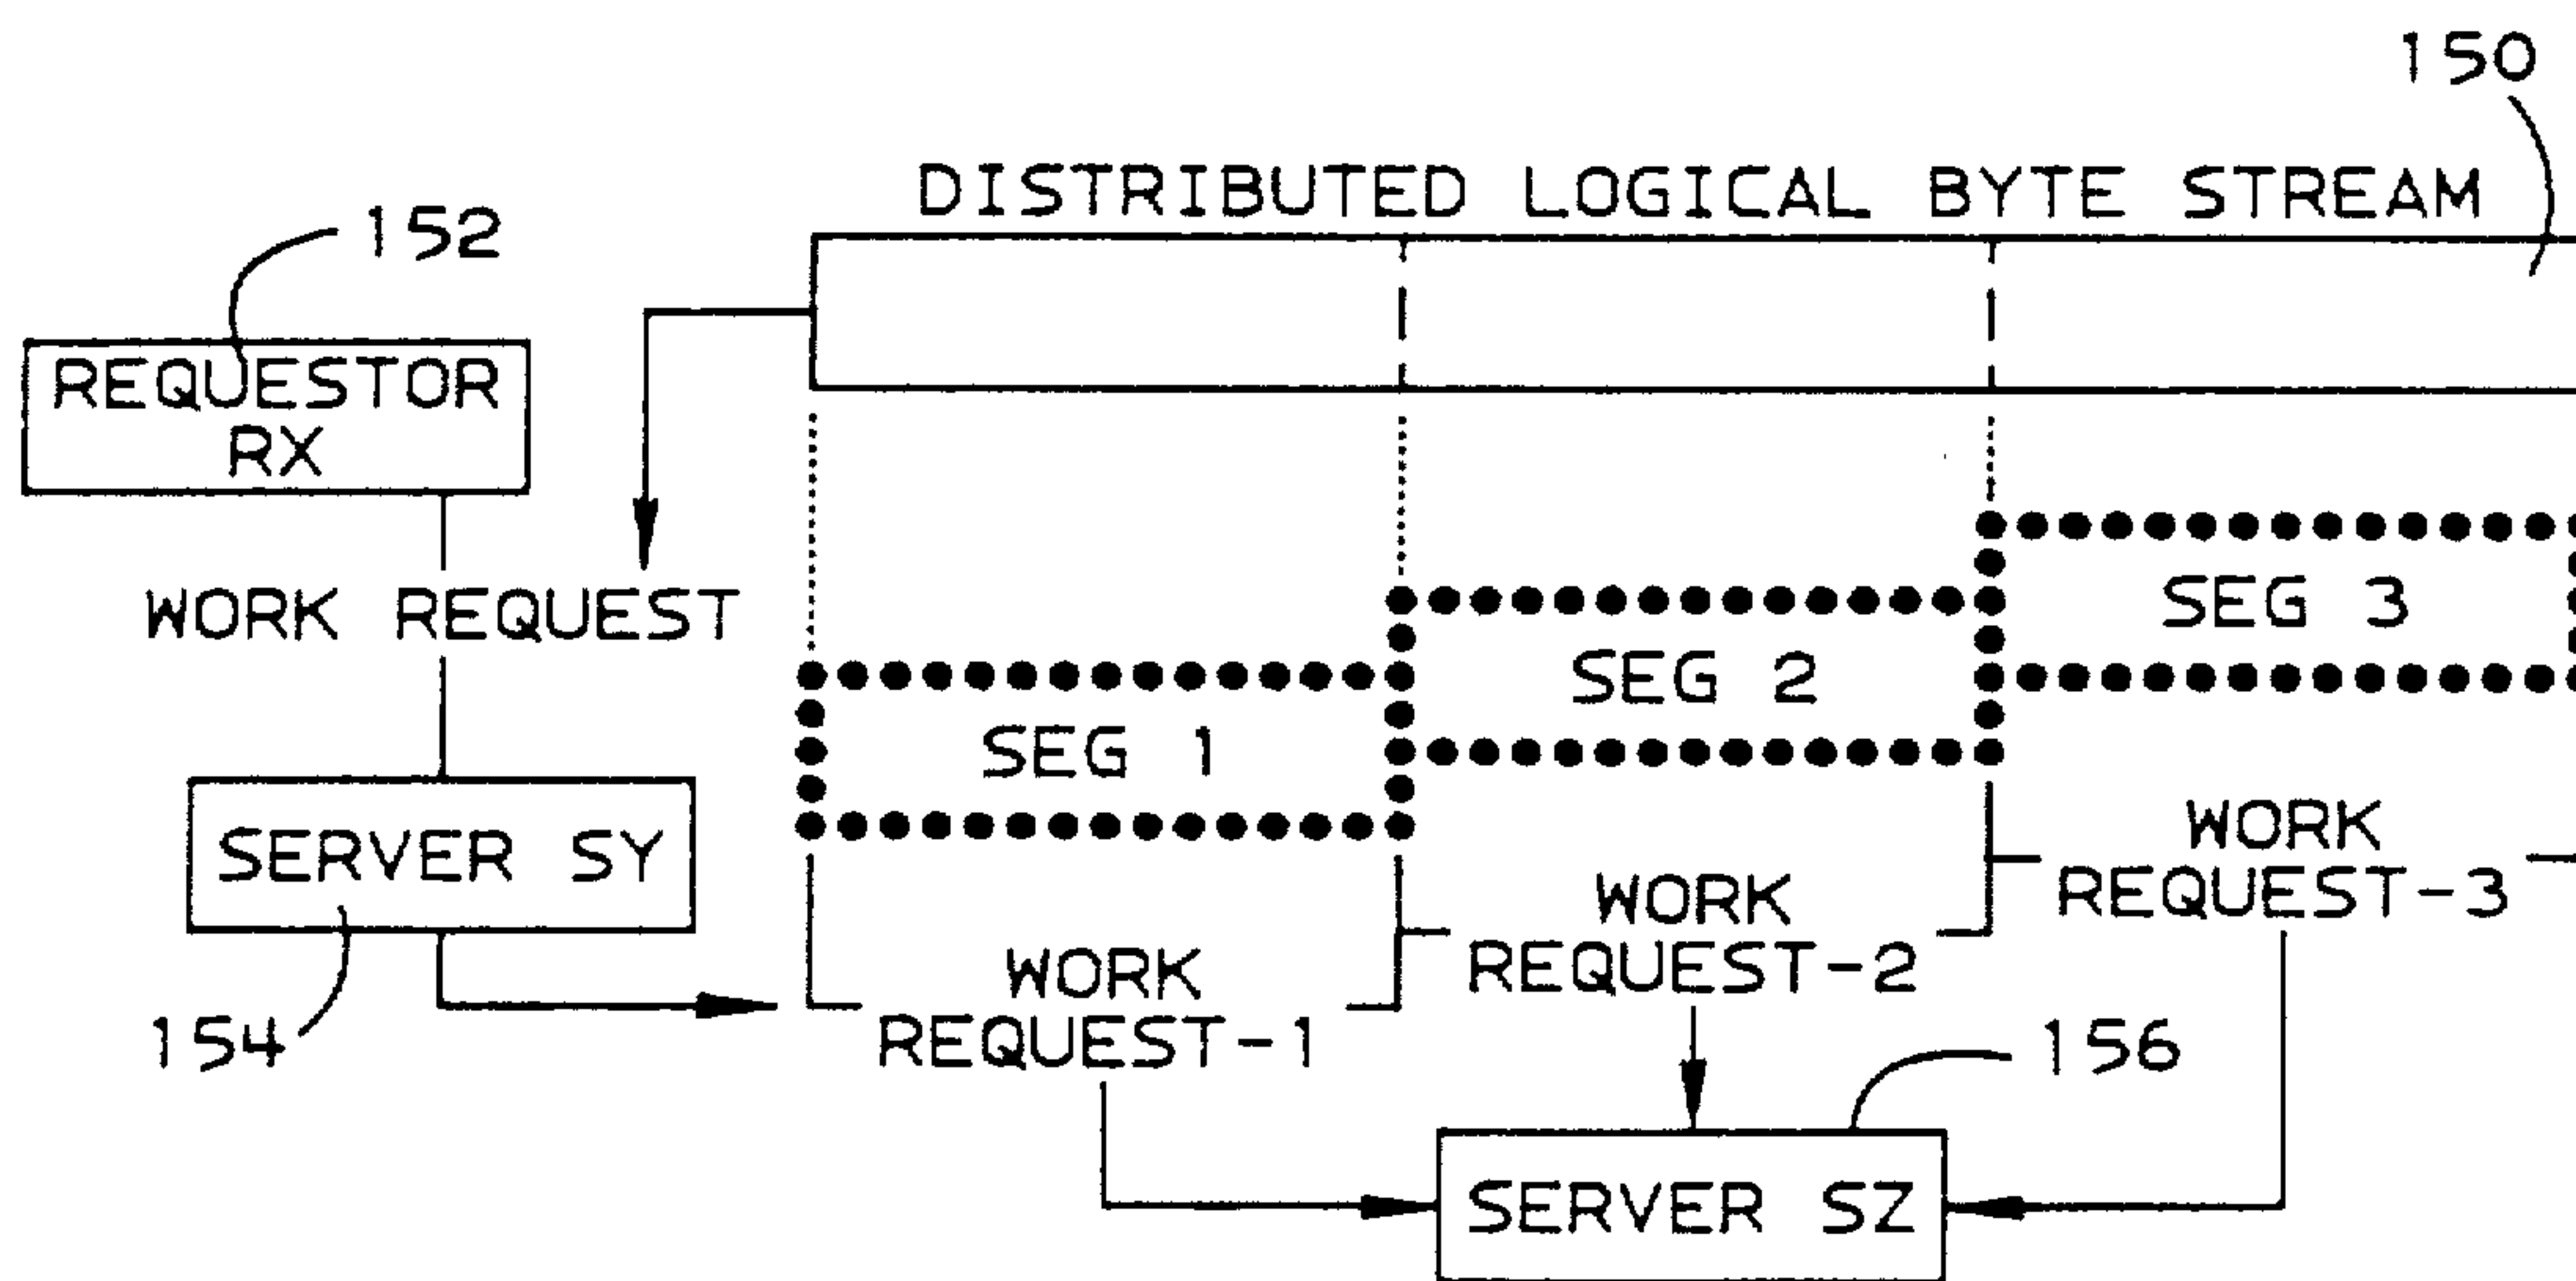 150
DISTRIBUTED LOGICAL BYTE STREAM
152
REQUESTOR
RX
WORK REQUEST
SEG 3
SEG 2
SEG 1
SERVER SY
WORK
REQUEST-3
WORK
REQUEST-2
WORK
REQUEST-1
154
156
SERVER SZ